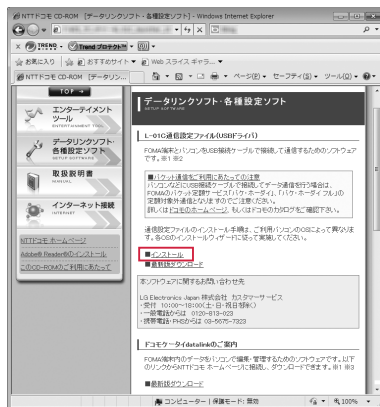 NTTドコモ CD-ROM [データリンクソフト・各種設定ソフト] - Windows Internet Explorer
TREND Trend プロテクト
お気に入り おすすめサイト Web スライス ギャラ...
NTTドコモ CD-ROM [データリン... ページ(P) セーフティ(S) ツール(O)
TOP
エンターテイメント
ツール
ENTERTAINMENT TOOL
データリンクソフト・
各種設定ソフト
SETUP SOFTWARE
取扱説明書
MANUAL
インターネット接続
INTERNET
NTTドコモ ホームページ
Adobe® Reader®のインストール
このCD-ROMのご利用にあたって
データリンクソフト・各種設定ソフト
SETUP SOFTWARE
L-01C通信設定ファイル(USBドライバ)
FOMA端末とパソコンをUSB接続ケーブルで接続して通信するためのソフトウェア
です。※1 ※2
■パケット通信をご利用にあたっての注意
パソコンなどにUSB接続ケーブルで接続してデータ通信を行う場合は、
FOMAのパケット定額サービス「パケ・ホーダイ」、「パケ・ホーダイ フル」の
定額対象外通信となりますのでご注意ください。
詳しくはドコモのホームページ、もしくはドコモのカタログをご確認下さい。
通信設定ファイルのインストール手順は、ご利用パソコンのOSによって異なりま
す。各OSのインストールウィザードに従って実施してください。
■インストール
■最新版ダウンロード
本ソフトウェアに関するお問い合わせ先
LG Electronics Japan 株式会社 カスタマーサービス
・受付 10:00～18:00(土・日・祝日を除く)
・一般電話からは 0120-813-023
・携帯電話・PHSからは 03-5675-7323
ドコモケータイdatalinkのご案内
FOMA端末内のデータをパソコンで編集・管理するためのソフトウェアです。以下
のリンクからNTTドコモ ホームページに接続し、ダウンロードできます。※1 ※3
■最新版ダウンロード
コンピューター | 保護モード: 無効 100%